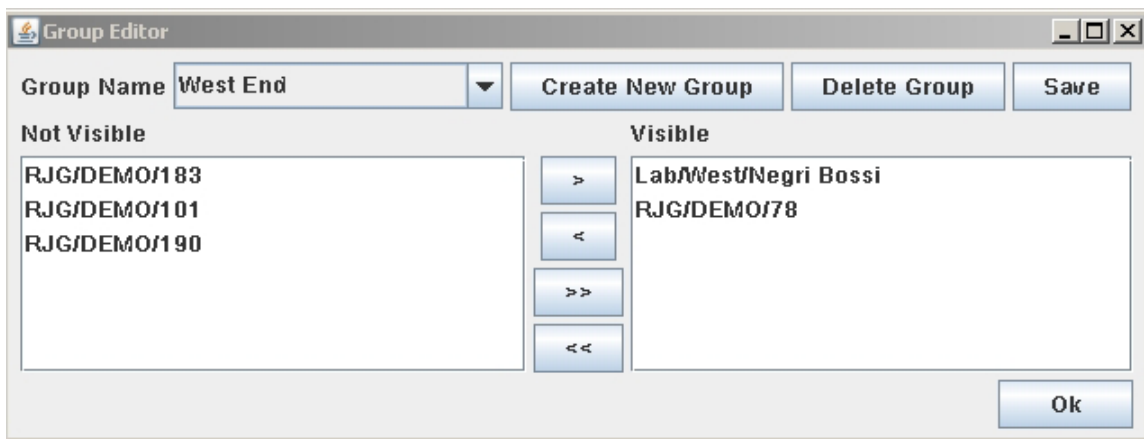 Group Editor
Group Name West End Create New Group Delete Group Save
Not Visible Visible
RJG/DEMO/183
RJG/DEMO/101
RJG/DEMO/190
>
<
>>
<<
Lab/West/Negri Bossi
RJG/DEMO/78
Ok